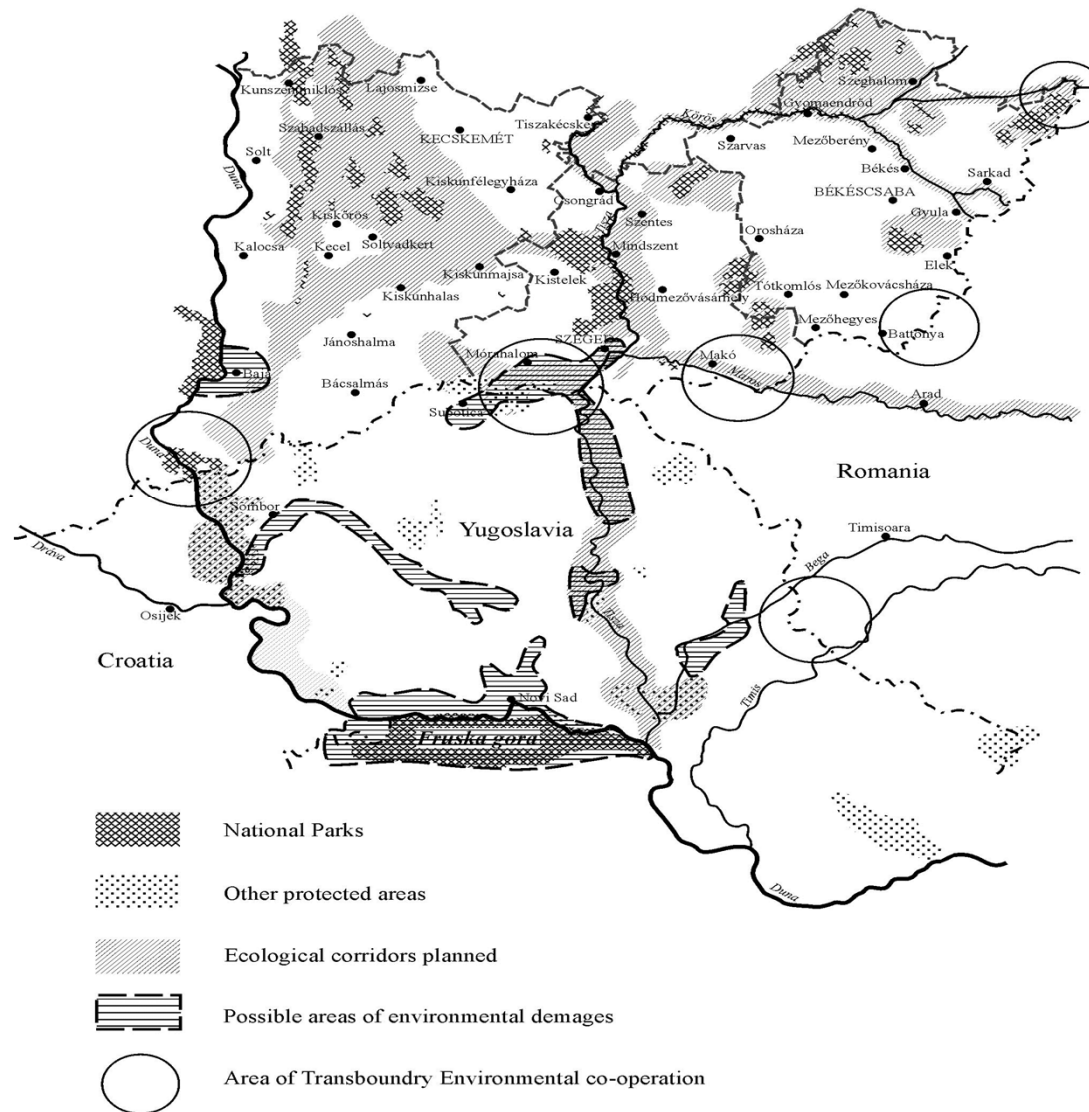 Kunszentmiklós
Lajosmizse
Szeghalom
Tiszakécske
Körös
Gyomaendrőd
Szabadszállás
KECSKEMÉT
Szarvas
Mezőberény
Solt
Duna
Békés
Sarkad
Kiskunfélegyháza
Csongrád
BÉKÉSCSABA
Gyula
Kiskőrös
Szentes
Tisza
Orosháza
Kalocsa
Kecel
Soltvadkert
Mindszent
Elek
Kiskunmajsa
Kistelek
Kiskunhalas
Hódmezővásárhely
Tótkomlós
Mezőkovácsháza
Jánoshalma
SZEGED
Mezőhegyes
Battonya
Baja
Mórahalom
Makó
Maros
Bácsalmás
Subotica
Arad
Duna
Romania
Sombor
Yugoslavia
Timisoara
Dráva
Bega
Osijek
Tisza
Croatia
Timis
Novi Sad
Fruska gora
Duna
National Parks
Other protected areas
Ecological corridors planned
Possible areas of environmental demages
Area of Transboundry Environmental co-operation